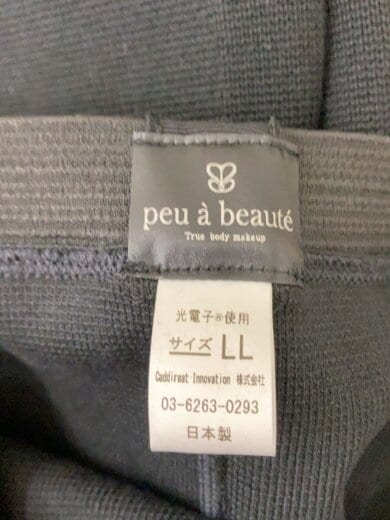 peu à beauté
True body makeup
光電子®使用
サイズ LL
Caddireat Innovation 株式会社
03-6263-0293
日本製